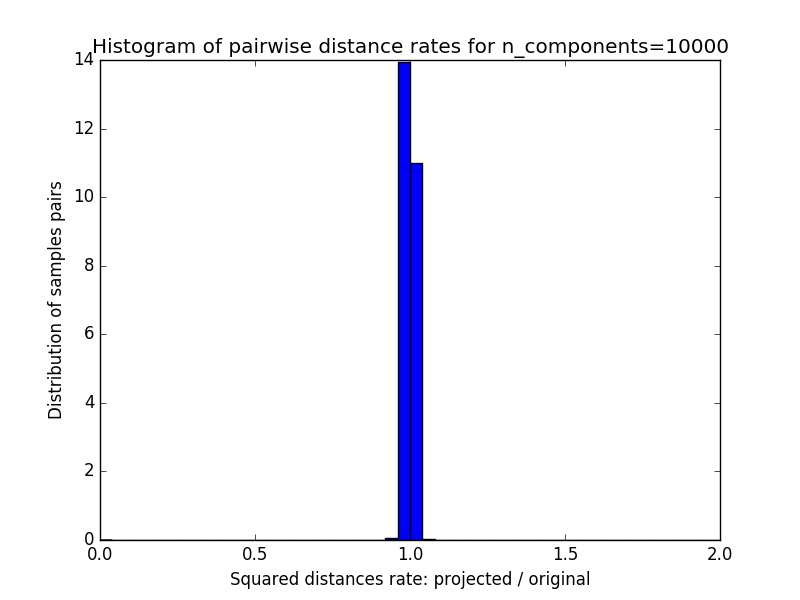 Histogram of pairwise distance rates for n_components=10000
14
12
10
8
6
4
2
0
Distribution of samples pairs
0.0 0.5 1.0 1.5 2.0
Squared distances rate: projected / original